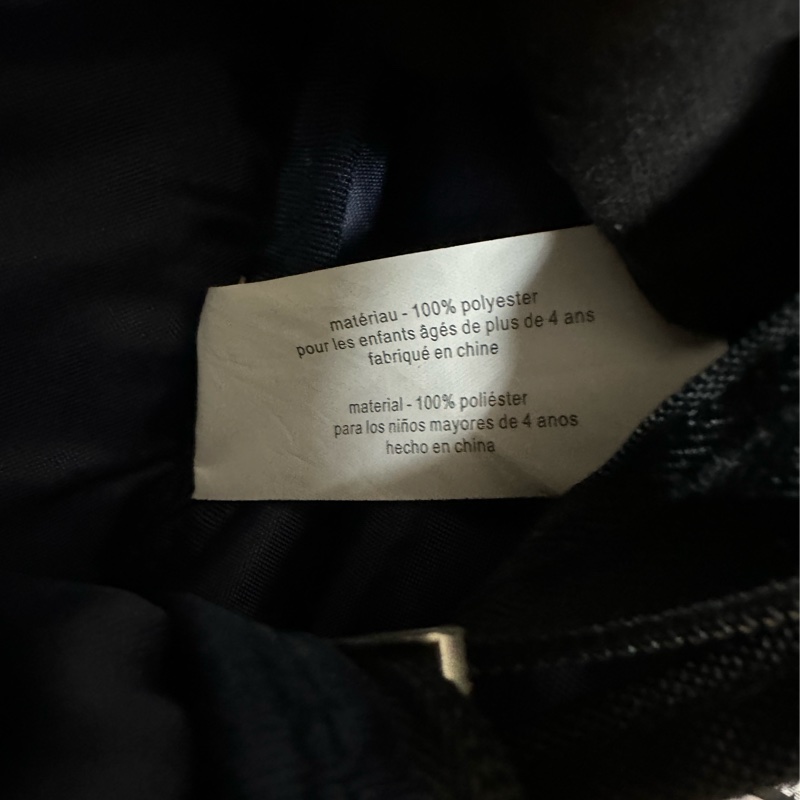 matériau - 100% polyester
pour les enfants âgés de plus de 4 ans
fabriqué en chine
material - 100% poliéster
para los niños mayores de 4 anos
hecho en china